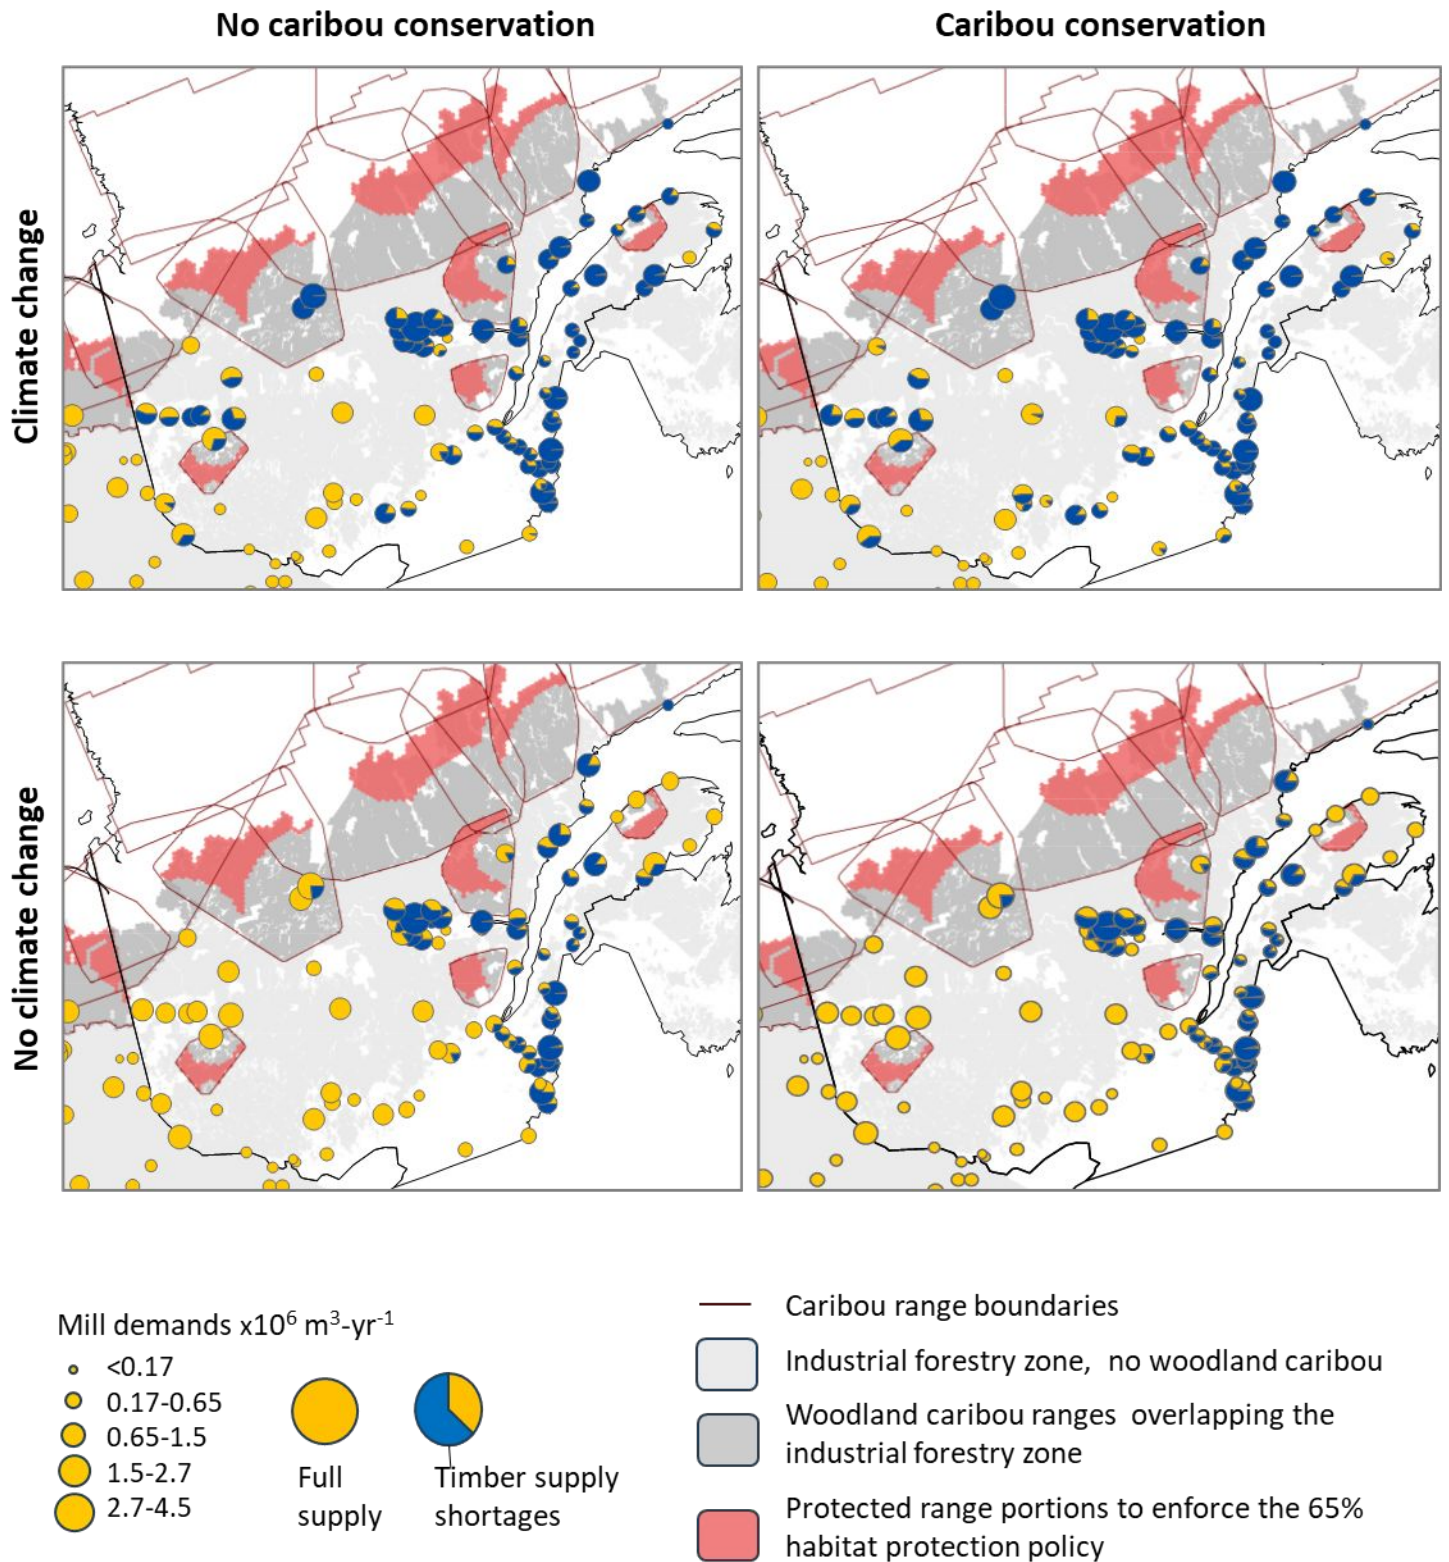 No caribou conservation
Caribou conservation
Climate change
No climate change
Mill demands x10⁶ m³-yr⁻¹
<0.17
0.17-0.65
0.65-1.5
1.5-2.7
2.7-4.5
Full
supply
Timber supply
shortages
Caribou range boundaries
Industrial forestry zone, no woodland caribou
Woodland caribou ranges overlapping the
industrial forestry zone
Protected range portions to enforce the 65%
habitat protection policy